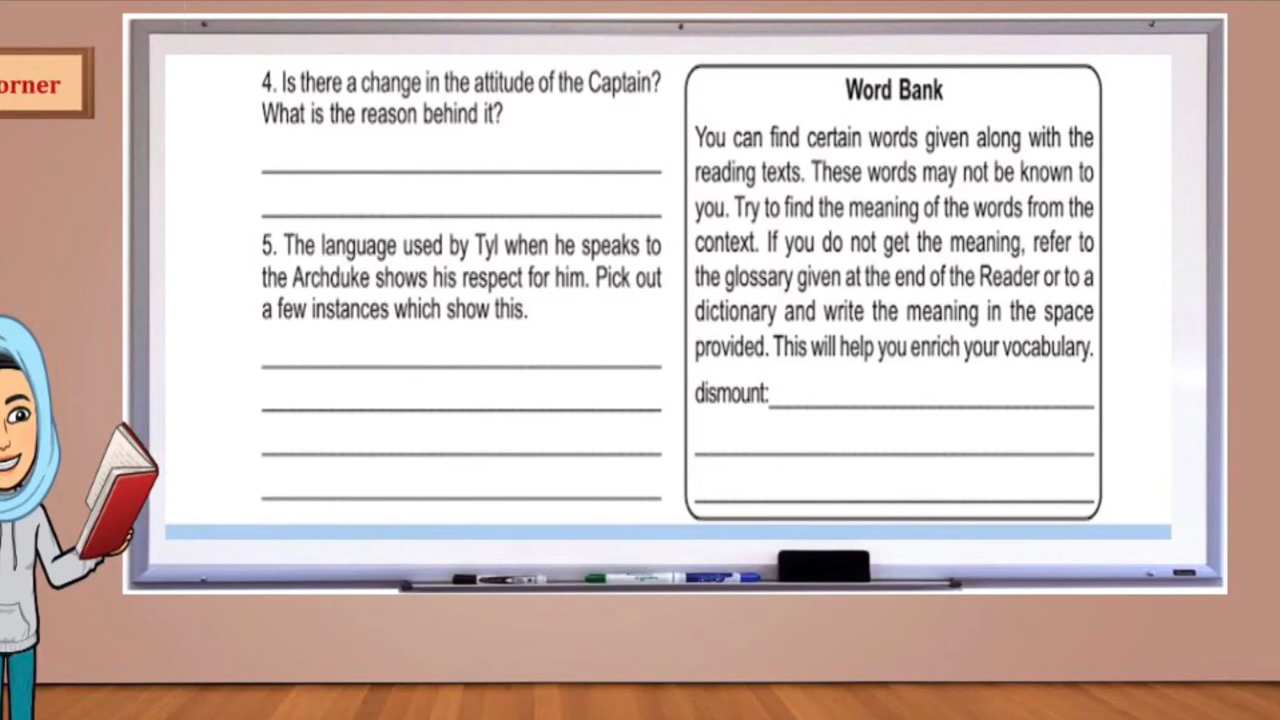 orner
4. Is there a change in the attitude of the Captain?
What is the reason behind it?
5. The language used by Tyl when he speaks to
the Archduke shows his respect for him. Pick out
a few instances which show this.
Word Bank
You can find certain words given along with the
reading texts. These words may not be known to
you. Try to find the meaning of the words from the
context. If you do not get the meaning, refer to
the glossary given at the end of the Reader or to a
dictionary and write the meaning in the space
provided. This will help you enrich your vocabulary.
dismount: